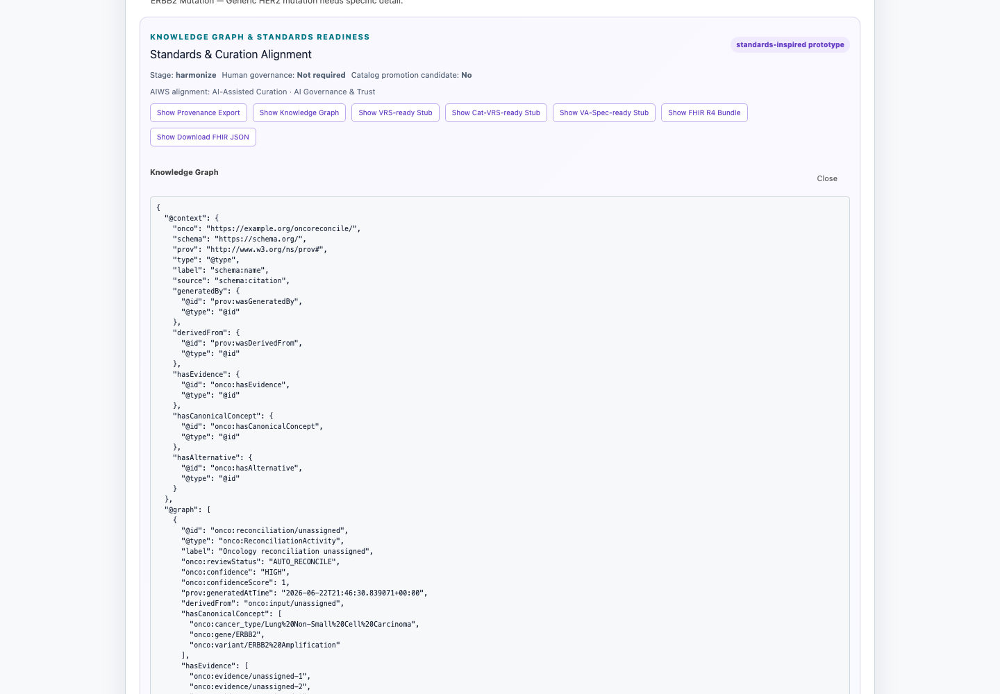 ERBB2 Mutation — Generic HER2 mutation needs specific detail.
KNOWLEDGE GRAPH & STANDARDS READINESS
standards-inspired prototype
Standards & Curation Alignment
Stage: harmonize Human governance: Not required Catalog promotion candidate: No
AIWS alignment: AI-Assisted Curation · AI Governance & Trust
Show Provenance Export Show Knowledge Graph Show VRS-ready Stub Show Cat-VRS-ready Stub Show VA-Spec-ready Stub Show FHIR R4 Bundle
Show Download FHIR JSON
Knowledge Graph
Close
{
  "@context": {
    "onco": "https://example.org/oncoreconcile/",
    "schema": "https://schema.org/",
    "prov": "http://www.w3.org/ns/prov#",
    "type": "@type",
    "label": "schema:name",
    "source": "schema:citation",
    "generatedBy": {
      "@id": "prov:wasGeneratedBy",
      "@type": "@id"
    },
    "derivedFrom": {
      "@id": "prov:wasDerivedFrom",
      "@type": "@id"
    },
    "hasEvidence": {
      "@id": "onco:hasEvidence",
      "@type": "@id"
    },
    "hasCanonicalConcept": {
      "@id": "onco:hasCanonicalConcept",
      "@type": "@id"
    },
    "hasAlternative": {
      "@id": "onco:hasAlternative",
      "@type": "@id"
    }
  },
  "@graph": [
    {
      "@id": "onco:reconciliation/unassigned",
      "@type": "onco:ReconciliationActivity",
      "label": "Oncology reconciliation unassigned",
      "onco:reviewStatus": "AUTO_RECONCILE",
      "onco:confidence": "HIGH",
      "onco:confidenceScore": 1,
      "prov:generatedAtTime": "2026-06-22T21:46:30.839071+00:00",
      "derivedFrom": "onco:input/unassigned",
      "hasCanonicalConcept": [
        "onco:cancer_type/Lung%20Non-Small%20Cell%20Carcinoma",
        "onco:gene/ERBB2",
        "onco:variant/ERBB2%20Amplification"
      ],
      "hasEvidence": [
        "onco:evidence/unassigned-1",
        "onco:evidence/unassigned-2",